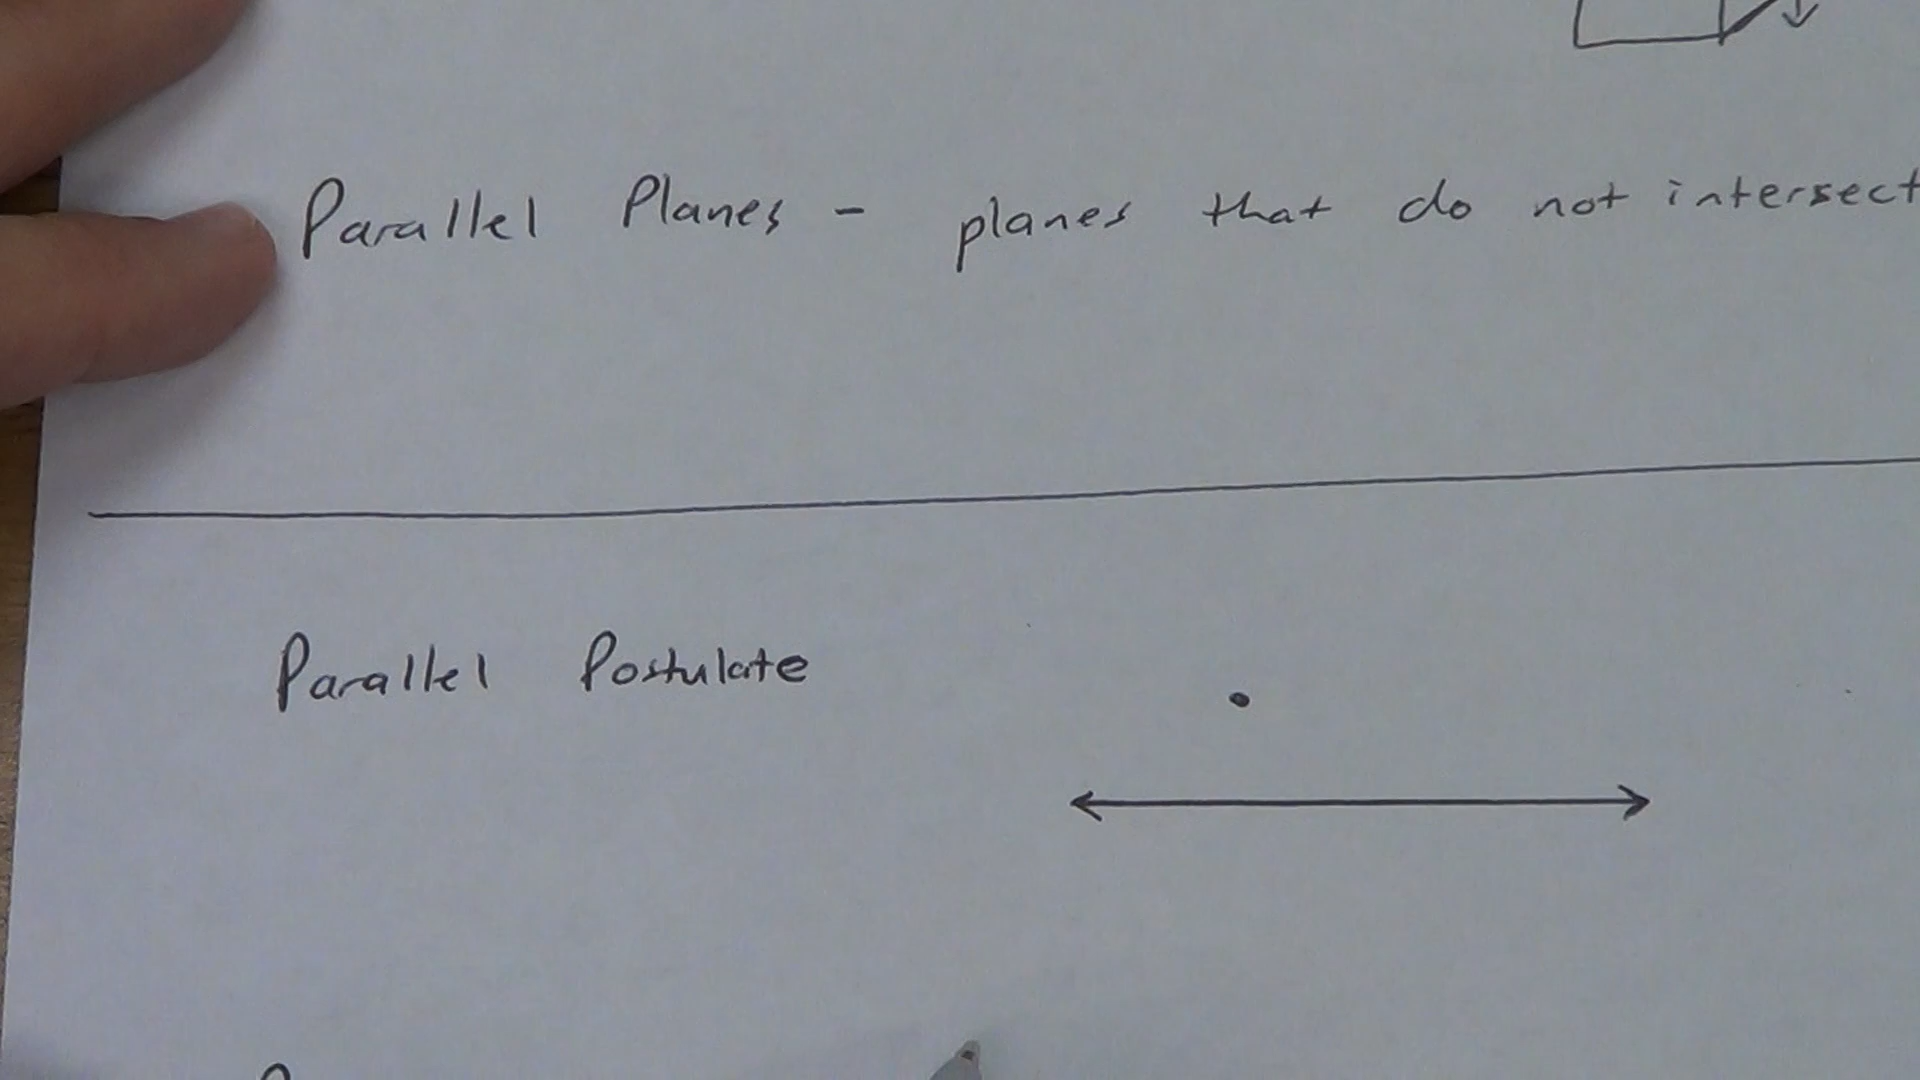 Parallel Planes - planes that do not intersect
Parallel Postulate